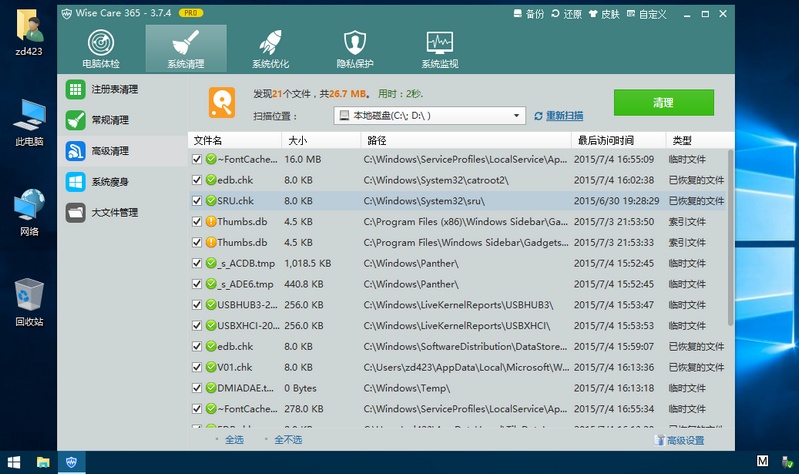 zd423
此电脑
网络
回收站
Wise Care 365 - 3.7.4 PRO
备份 还原 皮肤 自定义
电脑体检 系统清理 系统优化 隐私保护 系统监视
注册表清理
常规清理
高级清理
系统瘦身
大文件管理
发现21个文件，共26.7 MB。 用时：2秒.
扫描位置： 本地磁盘(C:\; D:\ ) 重新扫描
清理
文件名 大小 路径 最后访问时间 类型
~FontCache... 16.0 MB C:\Windows\ServiceProfiles\LocalService\Ap... 2015/7/4 16:55:09 临时文件
edb.chk 8.0 KB C:\Windows\System32\catroot2\ 2015/7/4 16:02:38 已恢复的文件
SRU.chk 8.0 KB C:\Windows\System32\sru\ 2015/6/30 19:28:29 已恢复的文件
Thumbs.db 4.5 KB C:\Program Files (x86)\Windows Sidebar\Ga... 2015/7/3 21:53:50 索引文件
Thumbs.db 4.5 KB C:\Program Files\Windows Sidebar\Gadgets... 2015/7/3 21:53:33 索引文件
_s_ACDB.tmp 1,018.5 KB C:\Windows\Panther\ 2015/7/4 15:52:45 临时文件
_s_ADE6.tmp 440.8 KB C:\Windows\Panther\ 2015/7/4 15:52:45 临时文件
USBHUB3-2... 256.0 KB C:\Windows\LiveKernelReports\USBHUB3\ 2015/7/4 15:53:47 临时文件
USBXHCI-20... 256.0 KB C:\Windows\LiveKernelReports\USBXHCI\ 2015/7/4 15:53:53 临时文件
edb.chk 8.0 KB C:\Windows\SoftwareDistribution\DataStore... 2015/7/4 15:59:07 已恢复的文件
V01.chk 8.0 KB C:\Users\zd423\AppData\Local\Microsoft\W... 2015/7/4 16:13:36 已恢复的文件
DMIADAE.t... 0 Bytes C:\Windows\Temp\ 2015/7/4 16:13:18 临时文件
~FontCache... 278.0 KB C:\Windows\ServiceProfiles\LocalService\Ap... 2015/7/4 16:55:34 临时文件
全选 全不选 高级设置
M